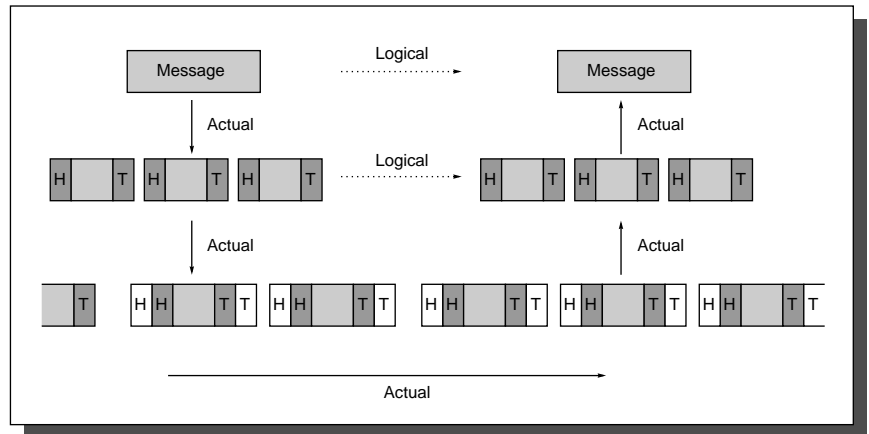 Logical
Message Message
Actual Actual
Logical
H T H T H T H T H T H T
Actual Actual
T H H T T H H T T H H T T H H T T H H T T
Actual